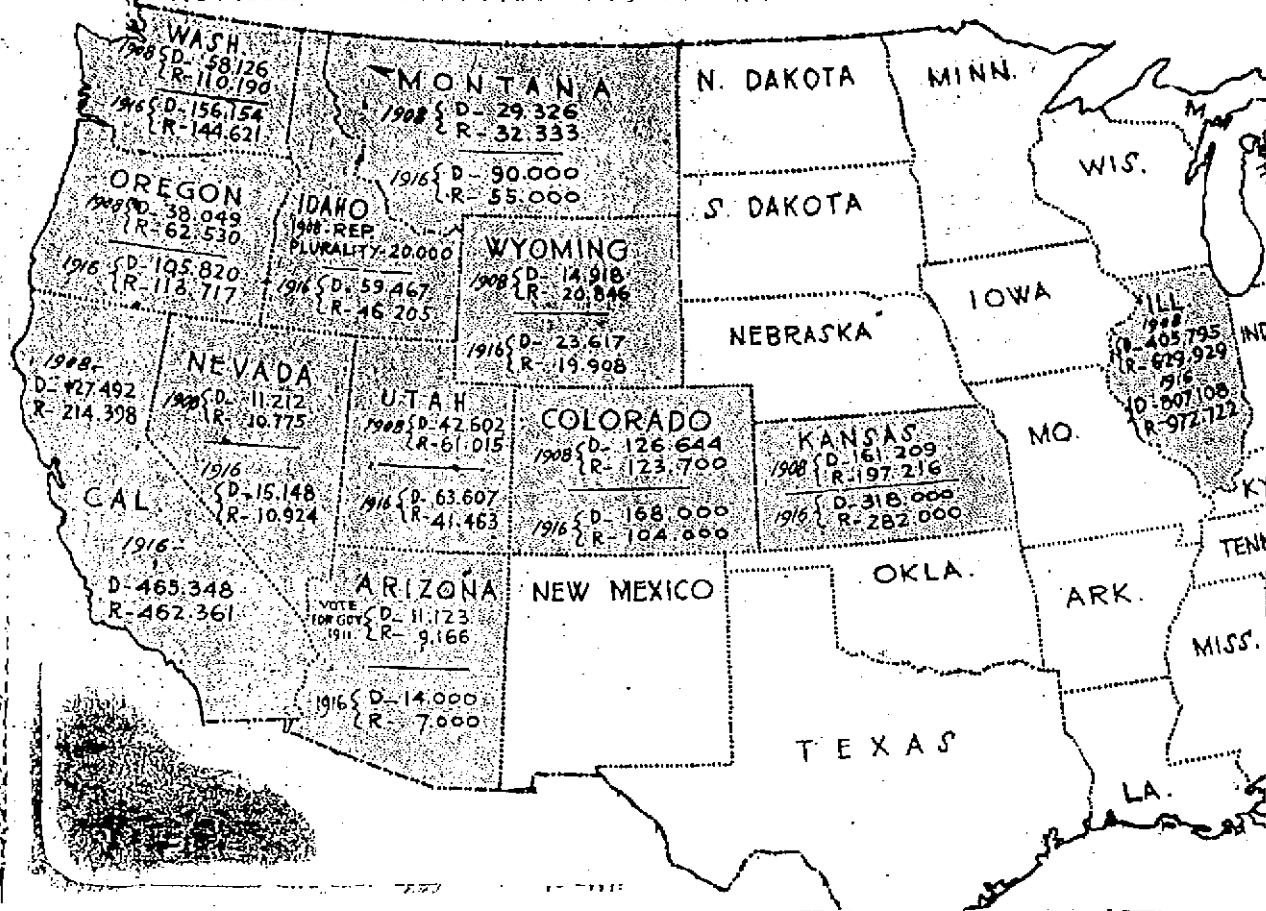 WASH.
1908 { D- 58.126
R- 110.190
1916 { D- 156.154
R- 144.621
MONTANA
1908 { D- 29.326
R- 32.333
1916 { D- 90.000
R- 55.000
N. DAKOTA
MINN.
WIS.
OREGON
1908 { D- 38.049
R- 62.530
1916 { D- 105.820
IDAHO
1908-REP.
PLURALITY-20.000
1916 { D- 59.467
R- 46.205
WYOMING
1908 { D- 14.918
R- 20.846
1916 { D- 23.617
R- 19.908
S. DAKOTA
NEBRASKA
IOWA
ILL
1908
D- 405.795
R- 629.929
1916
D- 807.108
R- 972.722
IND
1908-
R- 214.398
CAL.
1916-
D- 465.348
R- 462.361
NEVADA
1908 { D- 11.212
R- 10.775
1916
{ D- 15.148
R- 10.924
UTAH
1908 { D- 42.602
R- 61.015
1916 { D- 63.607
R- 41.463
COLORADO
1908 { D- 126.644
R- 123.700
1916 { D- 168.000
R- 104.000
KANSAS
1908 { D- 161.209
R- 197.216
1916 { D- 318.000
R- 282.000
MO.
KY
TENN
ARIZONA
VOTE
FOR GOV
1911
{ D- 11.123
R- 9.166
1916 { D- 14.000
R- 7.000
NEW MEXICO
OKLA.
ARK.
MISS.
TEXAS
LA.